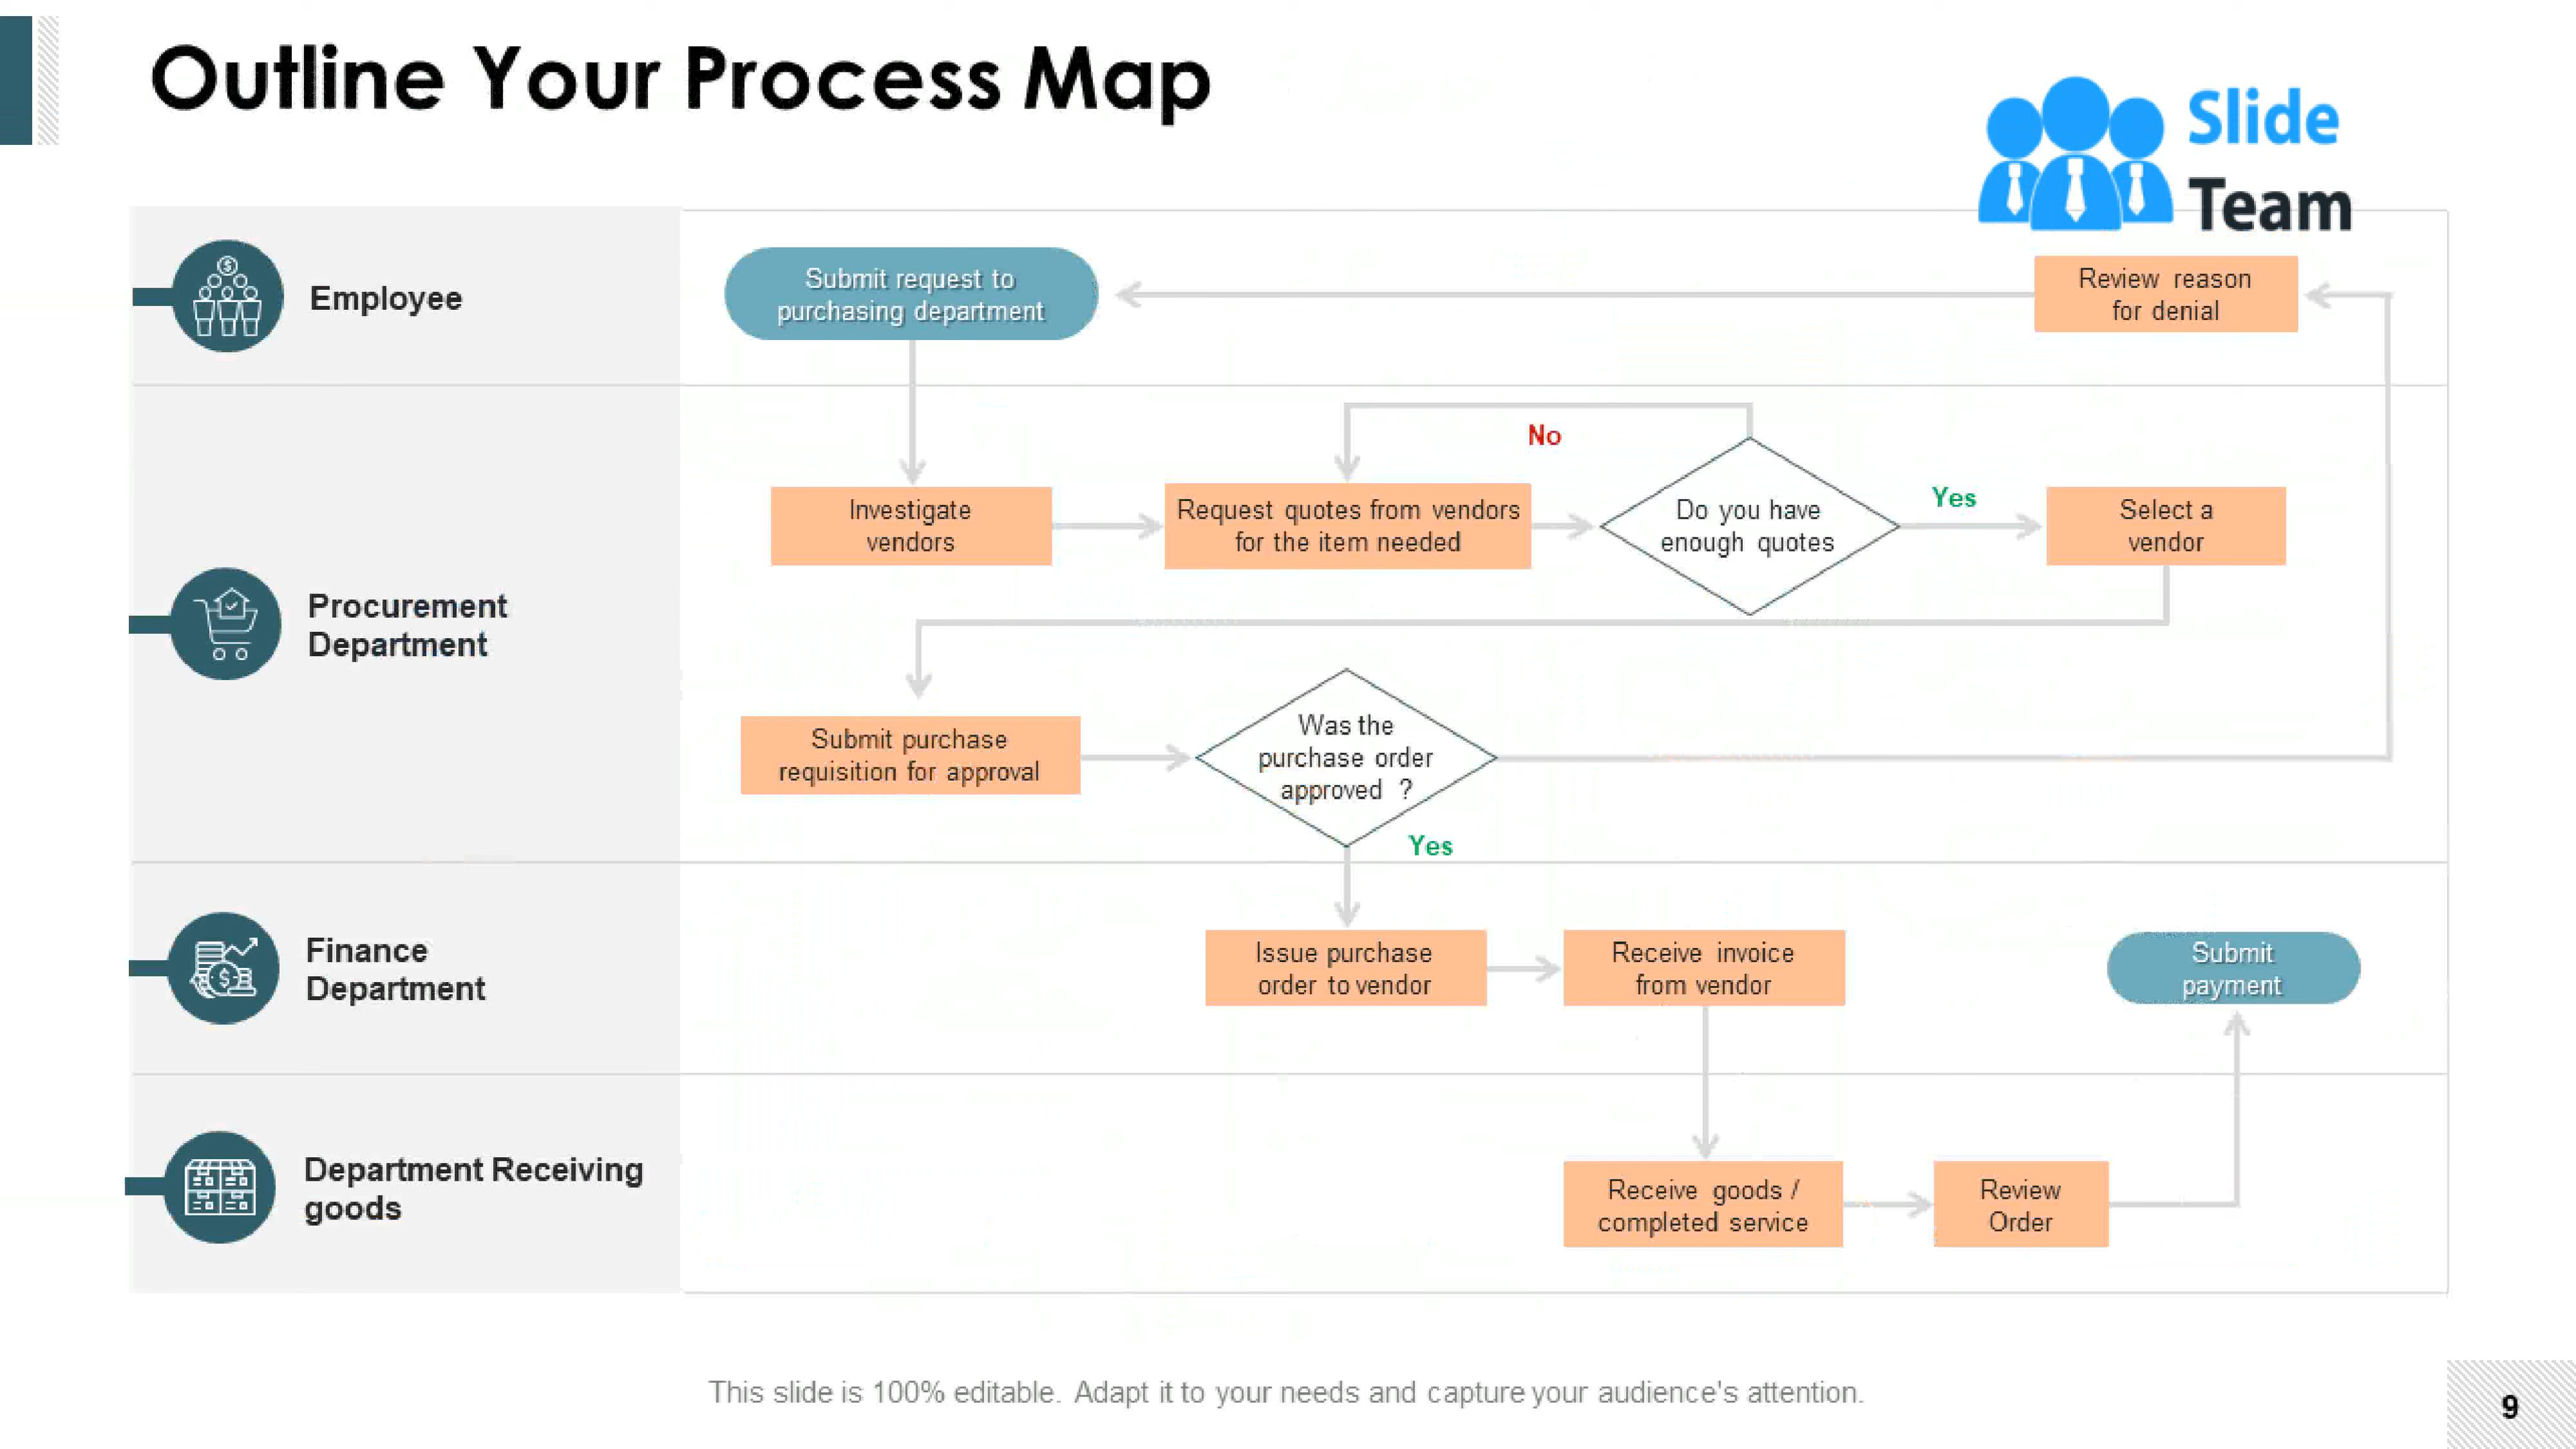 Outline Your Process Map
Slide
Team
Employee
Submit request to
purchasing department
Review reason
for denial
Procurement
Department
No
Investigate
vendors
Request quotes from vendors
for the item needed
Do you have
enough quotes
Yes
Select a
vendor
Submit purchase
requisition for approval
Was the
purchase order
approved ?
Yes
Finance
Department
Issue purchase
order to vendor
Receive invoice
from vendor
Submit
payment
Department Receiving
goods
Receive goods /
completed service
Review
Order
This slide is 100% editable. Adapt it to your needs and capture your audience's attention.
9